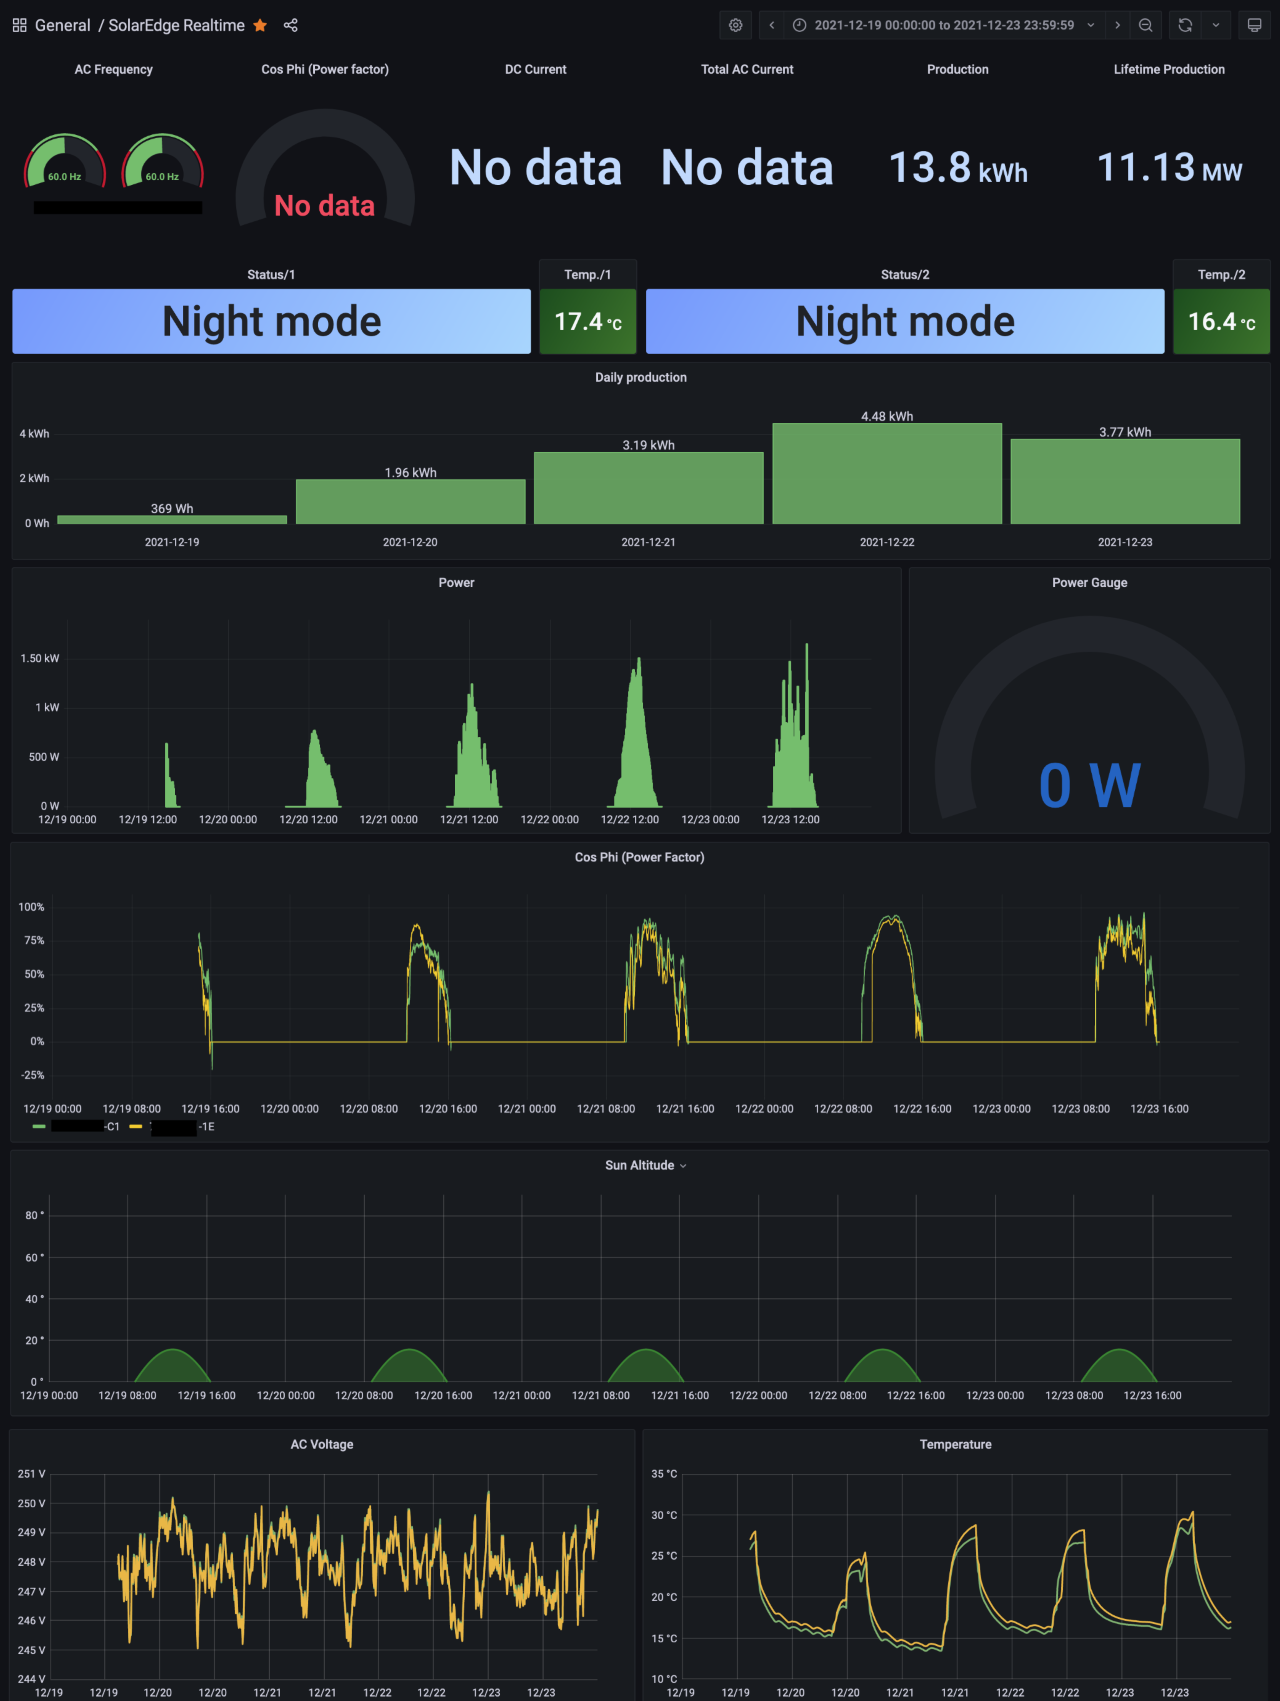 General / SolarEdge Realtime
2021-12-19 00:00:00 to 2021-12-23 23:59:59
AC Frequency
Cos Phi (Power factor)
DC Current
Total AC Current
Production
Lifetime Production
60.0 Hz
60.0 Hz
No data
No data
No data
13.8 kWh
11.13 MW
Status/1
Temp./1
Status/2
Temp./2
Night mode
17.4 °C
Night mode
16.4 °C
Daily production
4 kWh
2 kWh
0 Wh
369 Wh
1.96 kWh
3.19 kWh
4.48 kWh
3.77 kWh
2021-12-19
2021-12-20
2021-12-21
2021-12-22
2021-12-23
Power
1.50 kW
1 kW
500 W
0 W
12/19 00:00
12/19 12:00
12/20 00:00
12/20 12:00
12/21 00:00
12/21 12:00
12/22 00:00
12/22 12:00
12/23 00:00
12/23 12:00
Power Gauge
0 W
Cos Phi (Power Factor)
100%
75%
50%
25%
0%
-25%
12/19 00:00
12/19 08:00
12/19 16:00
12/20 00:00
12/20 08:00
12/20 16:00
12/21 00:00
12/21 08:00
12/21 16:00
12/22 00:00
12/22 08:00
12/22 16:00
12/23 00:00
12/23 08:00
12/23 16:00
-C1
-1E
Sun Altitude
80 °
60 °
40 °
20 °
0 °
12/19 00:00
12/19 08:00
12/19 16:00
12/20 00:00
12/20 08:00
12/20 16:00
12/21 00:00
12/21 08:00
12/21 16:00
12/22 00:00
12/22 08:00
12/22 16:00
12/23 00:00
12/23 08:00
12/23 16:00
AC Voltage
251 V
250 V
249 V
248 V
247 V
246 V
245 V
244 V
12/19
12/19
12/20
12/20
12/21
12/21
12/22
12/22
12/23
12/23
Temperature
35 °C
30 °C
25 °C
20 °C
15 °C
10 °C
12/19
12/19
12/20
12/20
12/21
12/21
12/22
12/22
12/23
12/23